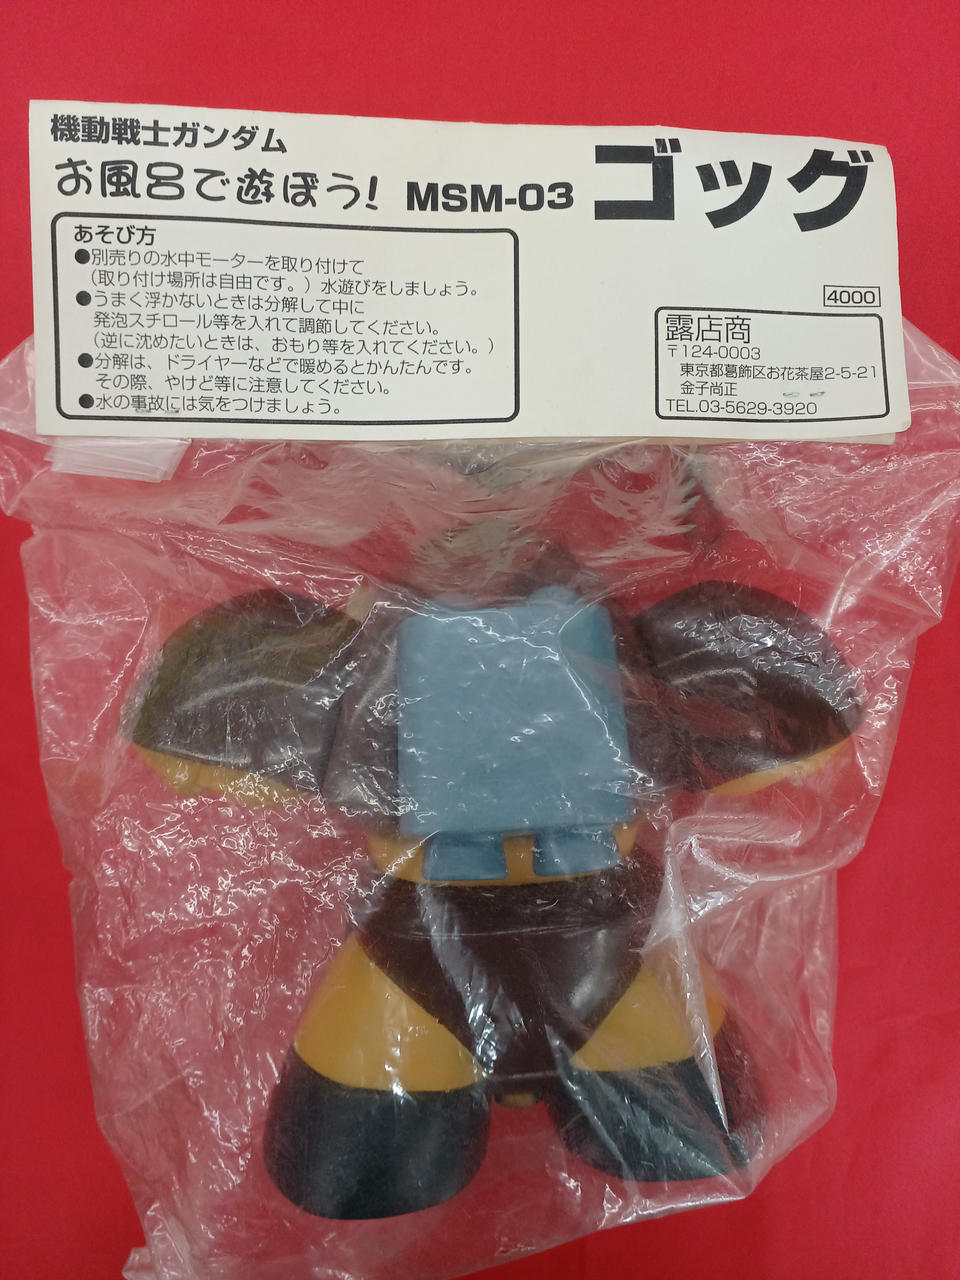 機動戦士ガンダム
お風呂で遊ぼう! MSM-03 ゴッグ
あそび方
●別売りの水中モーターを取り付けて
(取り付け場所は自由です。)水遊びをしましょう。
●うまく浮かないときは分解して中に
発泡スチロール等を入れて調節してください。
(逆に沈めたいときは、おもり等を入れてください。)
●分解は、ドライヤーなどで暖めるとかんたんです。
その際、やけど等に注意してください。
●水の事故には気をつけましょう。
4000
露店商
〒124-0003
東京都葛飾区お花茶屋2-5-21
金子尚正
TEL.03-5629-3920